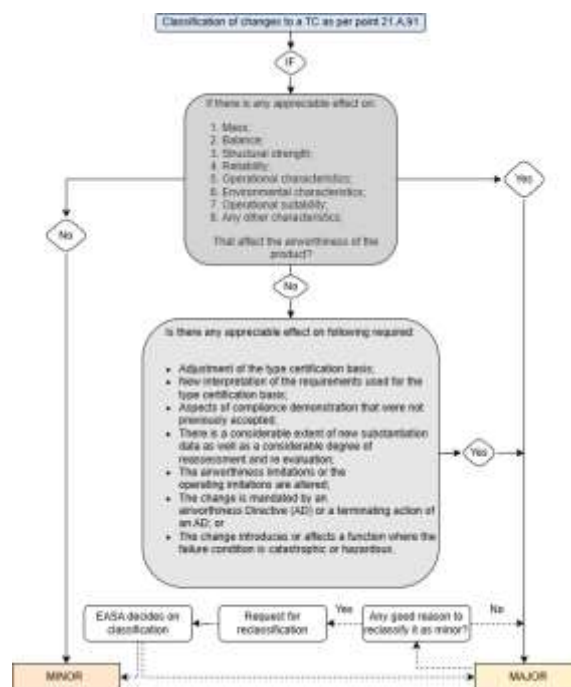 Classification of changes to a TC as per point 21.A.91
IF
If there is any appreciable effect on:
1. Mass;
2. Balance;
3. Structural strength;
4. Reliability;
5. Operational characteristics;
6. Environmental characteristics;
7. Operational suitability;
8. Any other characteristics;
That affect the airworthiness of the
product?
Yes
No
No
Is there any appreciable effect on following required:
• Adjustment of the type certification basis;
• New interpretation of the requirements used for the
type certification basis;
• Aspects of compliance demonstration that were not
previously accepted;
• There is a considerable extent of new substantiation
data as well as a considerable degree of
reassessment and re evaluation;
• The airworthiness limitations or the
operating limitations are altered;
• The change is mandated by an
airworthiness Directive (AD) or a terminating action of
an AD; or
• The change introduces or affects a function where the
failure condition is catastrophic or hazardous.
Yes
EASA decides on
classification
Request for
reclassification
Yes
Any good reason to
reclassify it as minor?
No
MINOR
MAJOR